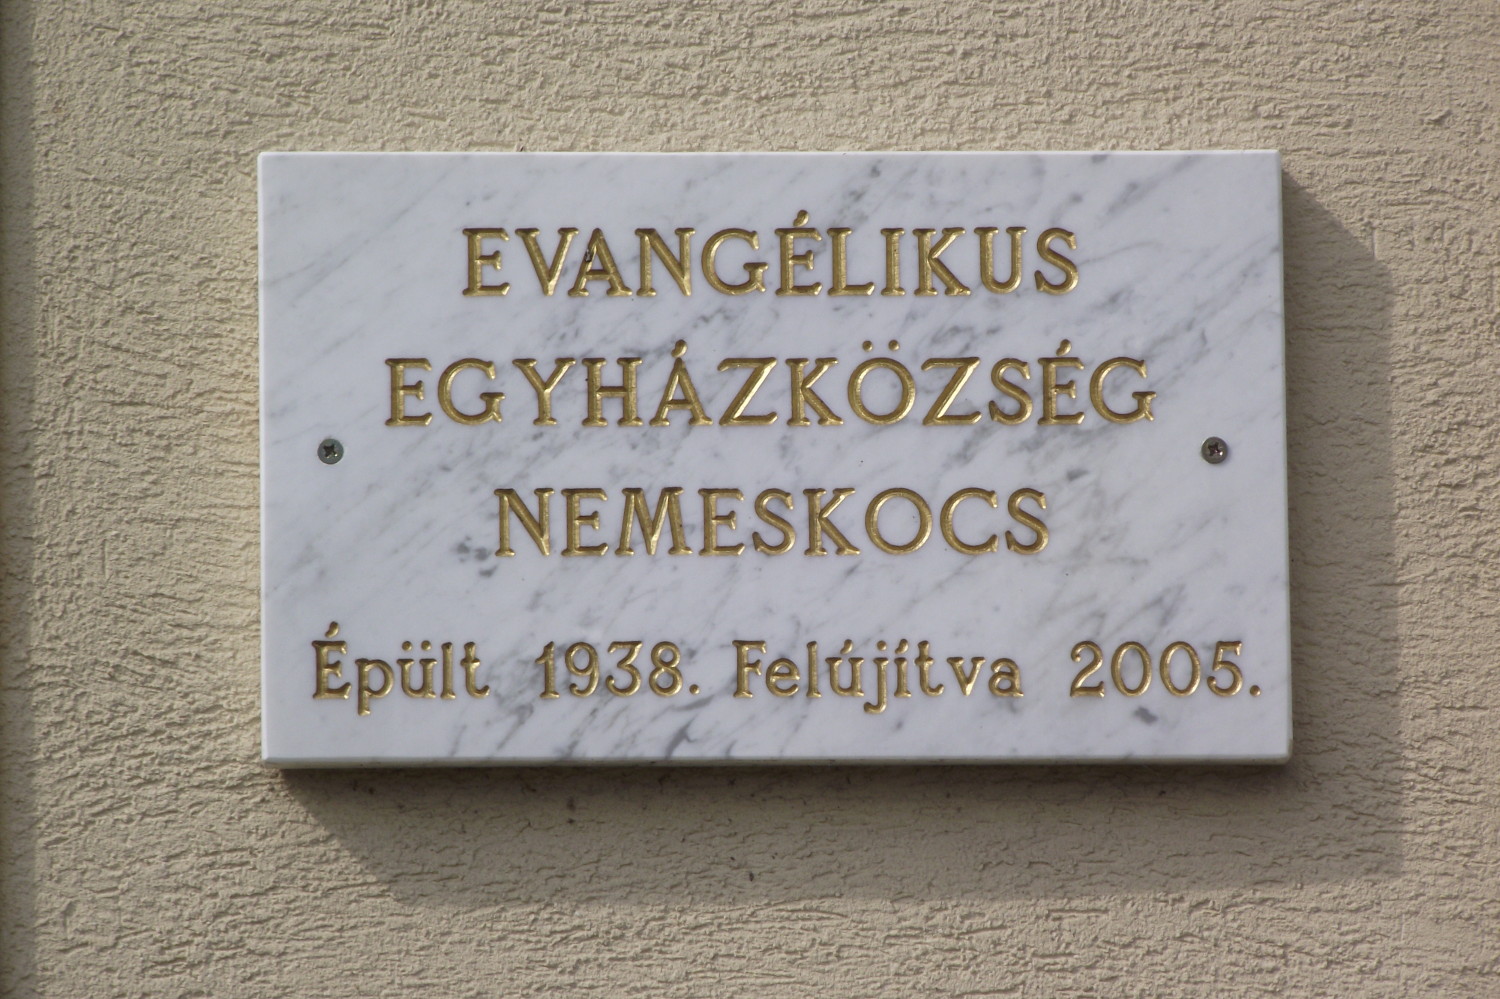 EVANGÉLIKUS
EGYHÁZKÖZSÉG
NEMESKOCS
Épült 1938. Felújítva 2005.